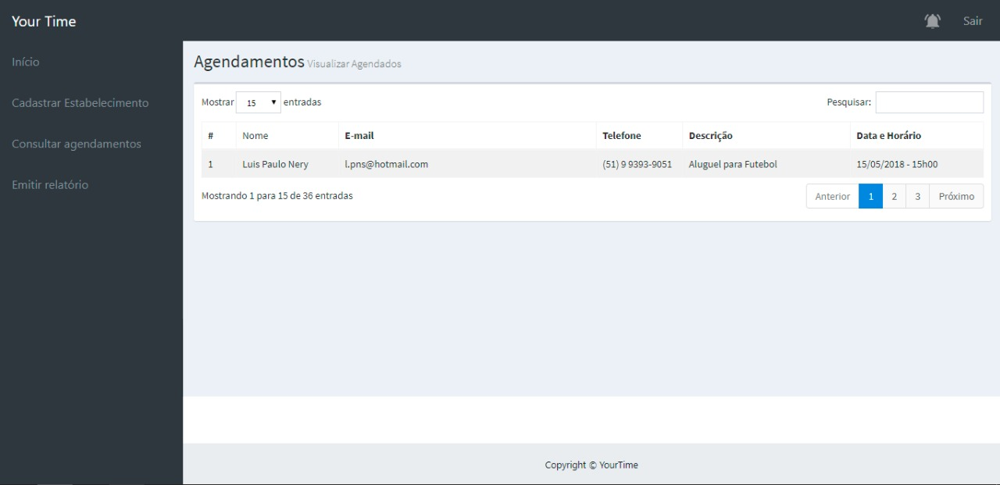 Your Time
Sair
Início
Cadastrar Estabelecimento
Consultar agendamentos
Emitir relatório
Agendamentos Visualizar Agendados
Mostrar 15 entradas
Pesquisar:
# Nome E-mail Telefone Descrição Data e Horário
1 Luis Paulo Nery l.pns@hotmail.com (51) 9 9393-9051 Aluguel para Futebol 15/05/2018 - 15h00
Mostrando 1 para 15 de 36 entradas
Anterior 1 2 3 Próximo
Copyright © YourTime